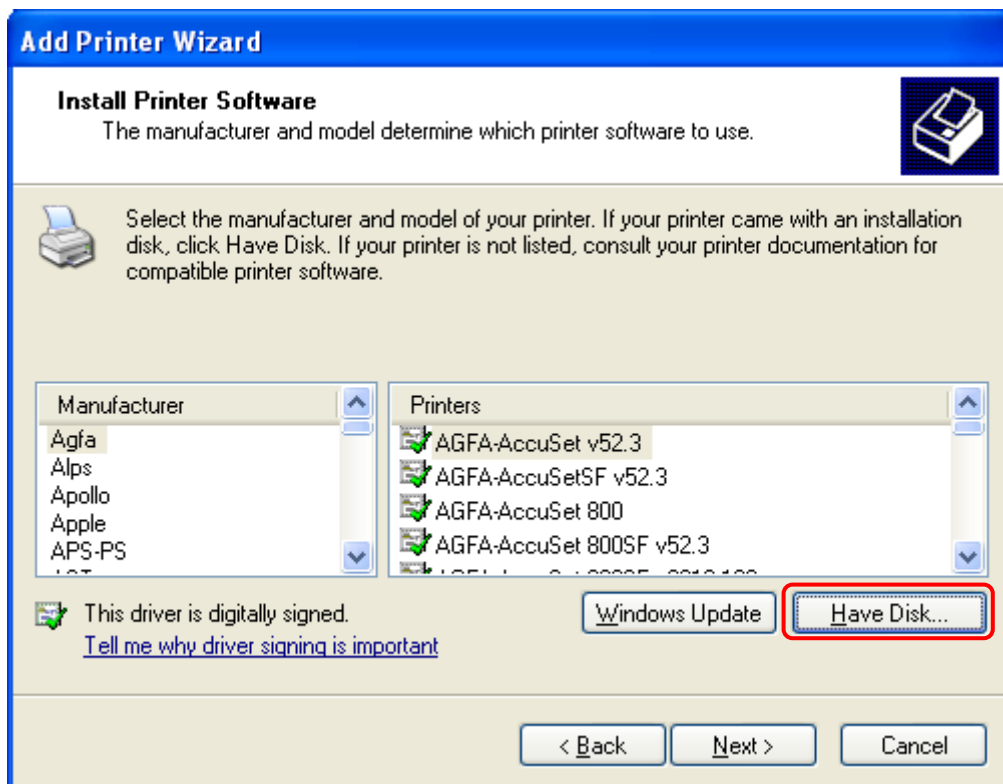 Add Printer Wizard
Install Printer Software
The manufacturer and model determine which printer software to use.
Select the manufacturer and model of your printer. If your printer came with an installation
disk, click Have Disk. If your printer is not listed, consult your printer documentation for
compatible printer software.
Manufacturer
Agfa
Alps
Apollo
Apple
APS-PS
Printers
AGFA-AccuSet v52.3
AGFA-AccuSetSF v52.3
AGFA-AccuSet 800
AGFA-AccuSet 800SF v52.3
This driver is digitally signed.
Tell me why driver signing is important
Windows Update
Have Disk...
< Back
Next >
Cancel